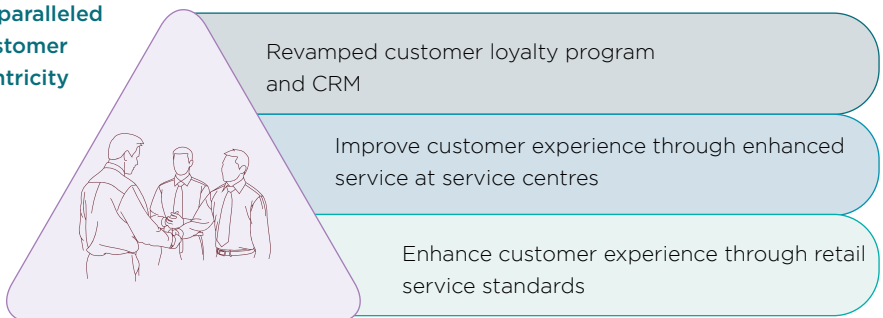 paralleled
stomer
ntricity
Revamped customer loyalty program
and CRM
Improve customer experience through enhanced
service at service centres
Enhance customer experience through retail
service standards